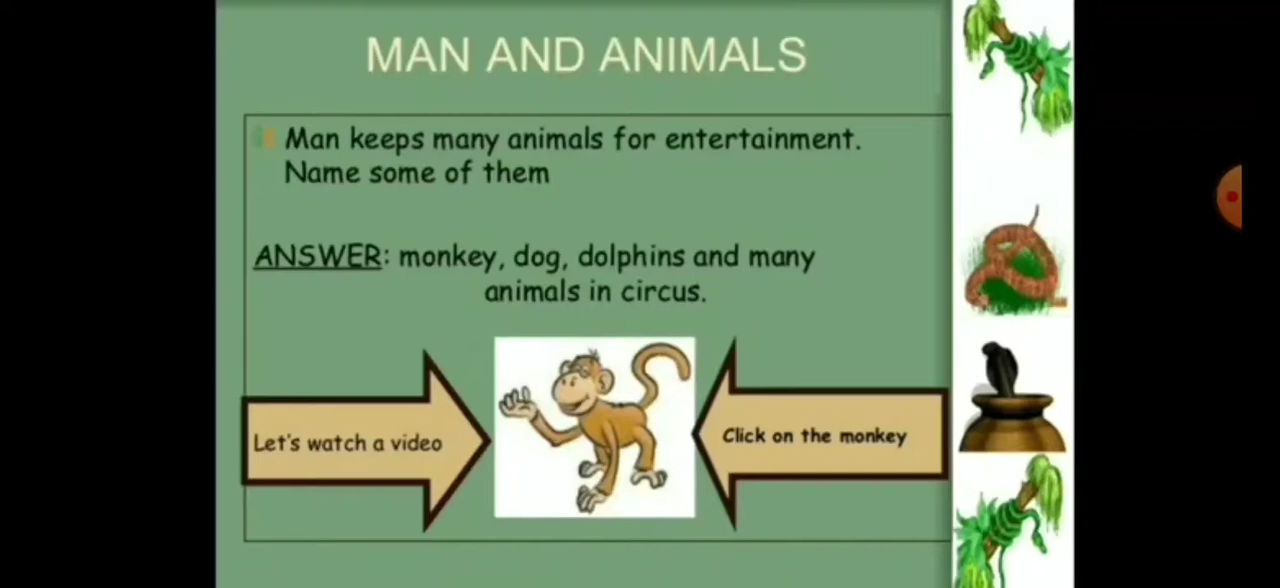 MAN AND ANIMALS
Man keeps many animals for entertainment.
Name some of them
ANSWER: monkey, dog, dolphins and many
animals in circus.
Let's watch a video
Click on the monkey